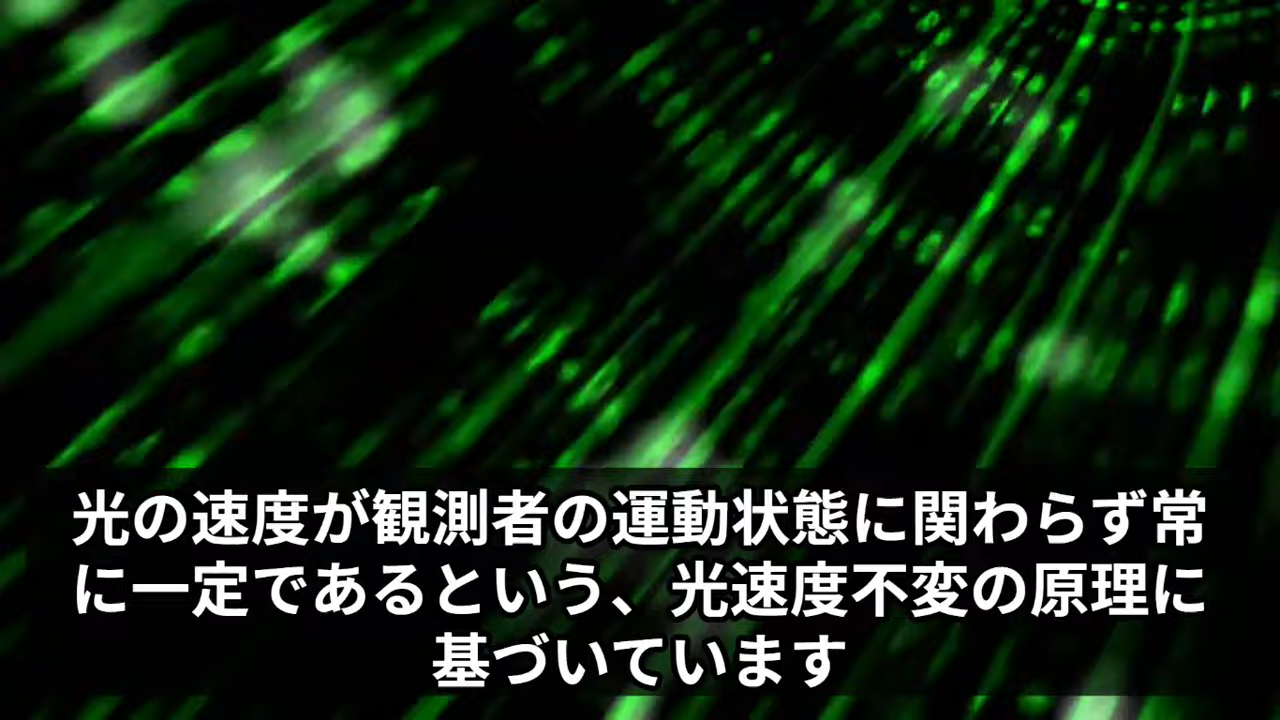 光の速度が観測者の運動状態に関わらず常
に一定であるという、光速度不変の原理に
基づいています